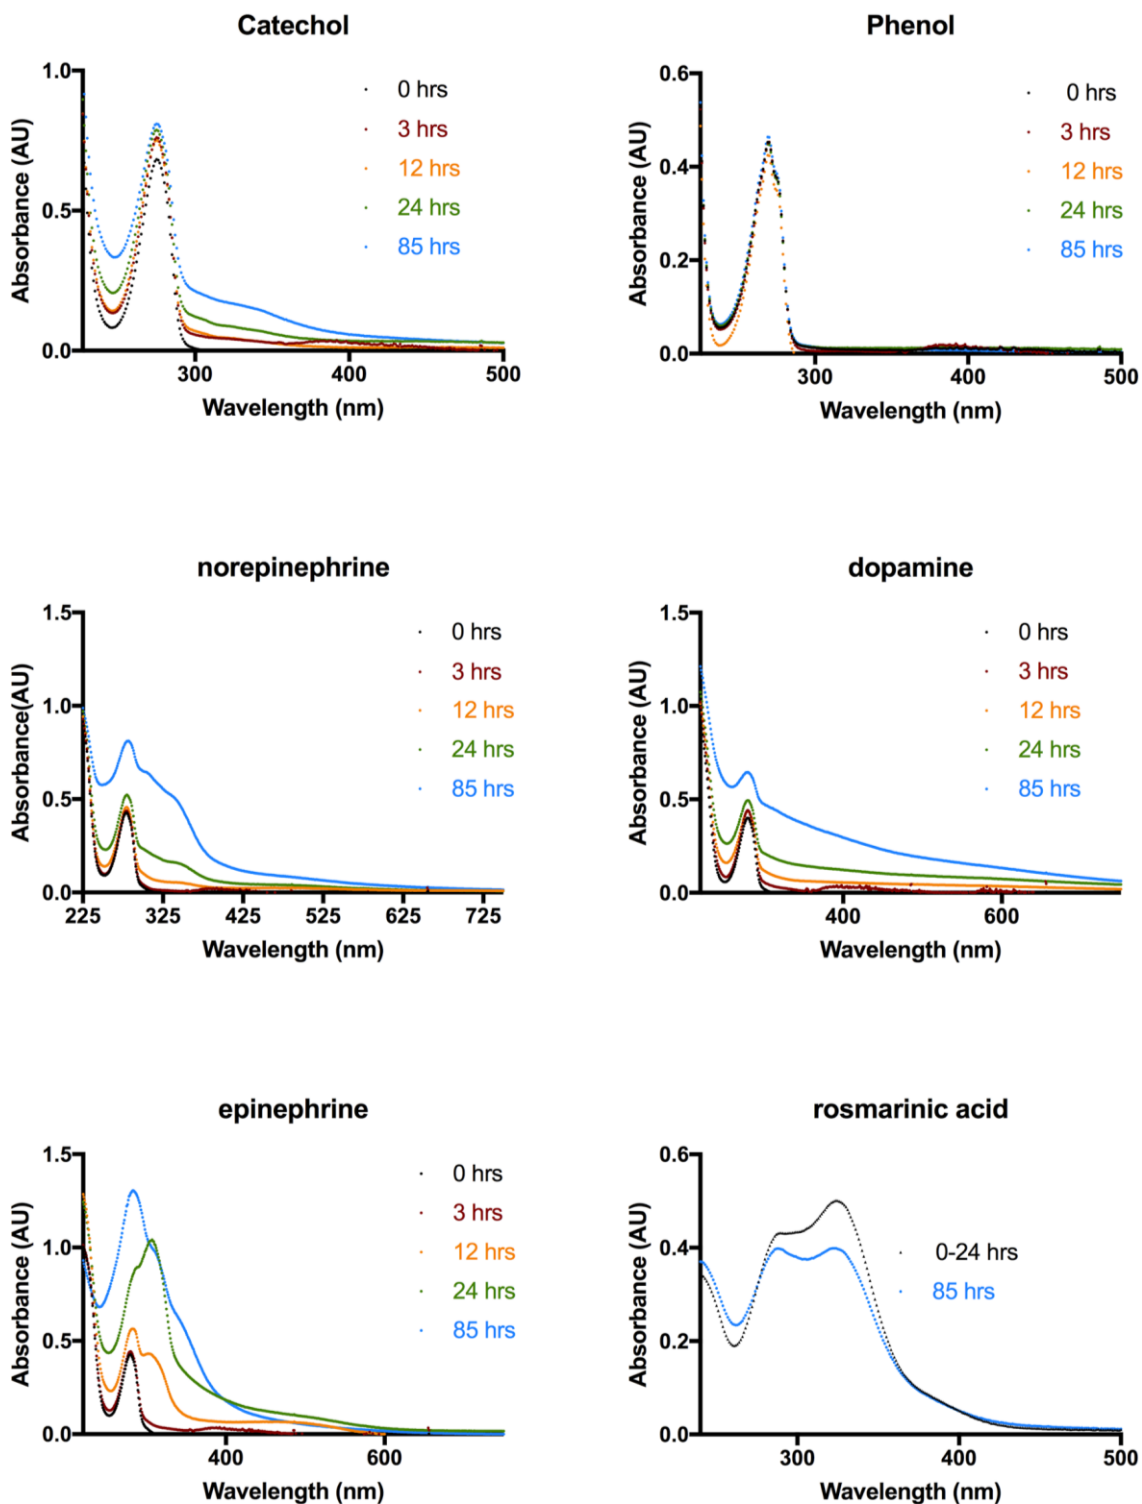 Catechol
Absorbance (AU)
1.0
0.5
0.0
0 hrs
3 hrs
12 hrs
24 hrs
85 hrs
300 400 500
Wavelength (nm)
Phenol
Absorbance (AU)
0.6
0.4
0.2
0.0
0 hrs
3 hrs
12 hrs
24 hrs
85 hrs
300 400 500
Wavelength (nm)
norepinephrine
Absorbance(AU)
1.5
1.0
0.5
0.0
0 hrs
3 hrs
12 hrs
24 hrs
85 hrs
225 325 425 525 625 725
Wavelength (nm)
dopamine
Absorbance (AU)
1.5
1.0
0.5
0.0
0 hrs
3 hrs
12 hrs
24 hrs
85 hrs
400 600
Wavelength (nm)
epinephrine
Absorbance (AU)
1.5
1.0
0.5
0.0
0 hrs
3 hrs
12 hrs
24 hrs
85 hrs
400 600
Wavelength (nm)
rosmarinic acid
Absorbance (AU)
0.6
0.4
0.2
0.0
0-24 hrs
85 hrs
300 400 500
Wavelength (nm)